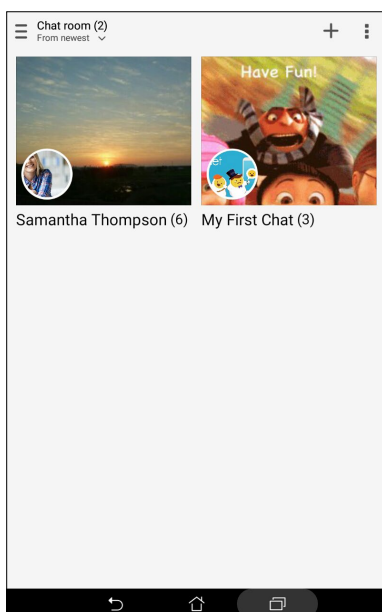 Chat room (2)
From newest
Have Fun!
Samantha Thompson (6)
My First Chat (3)